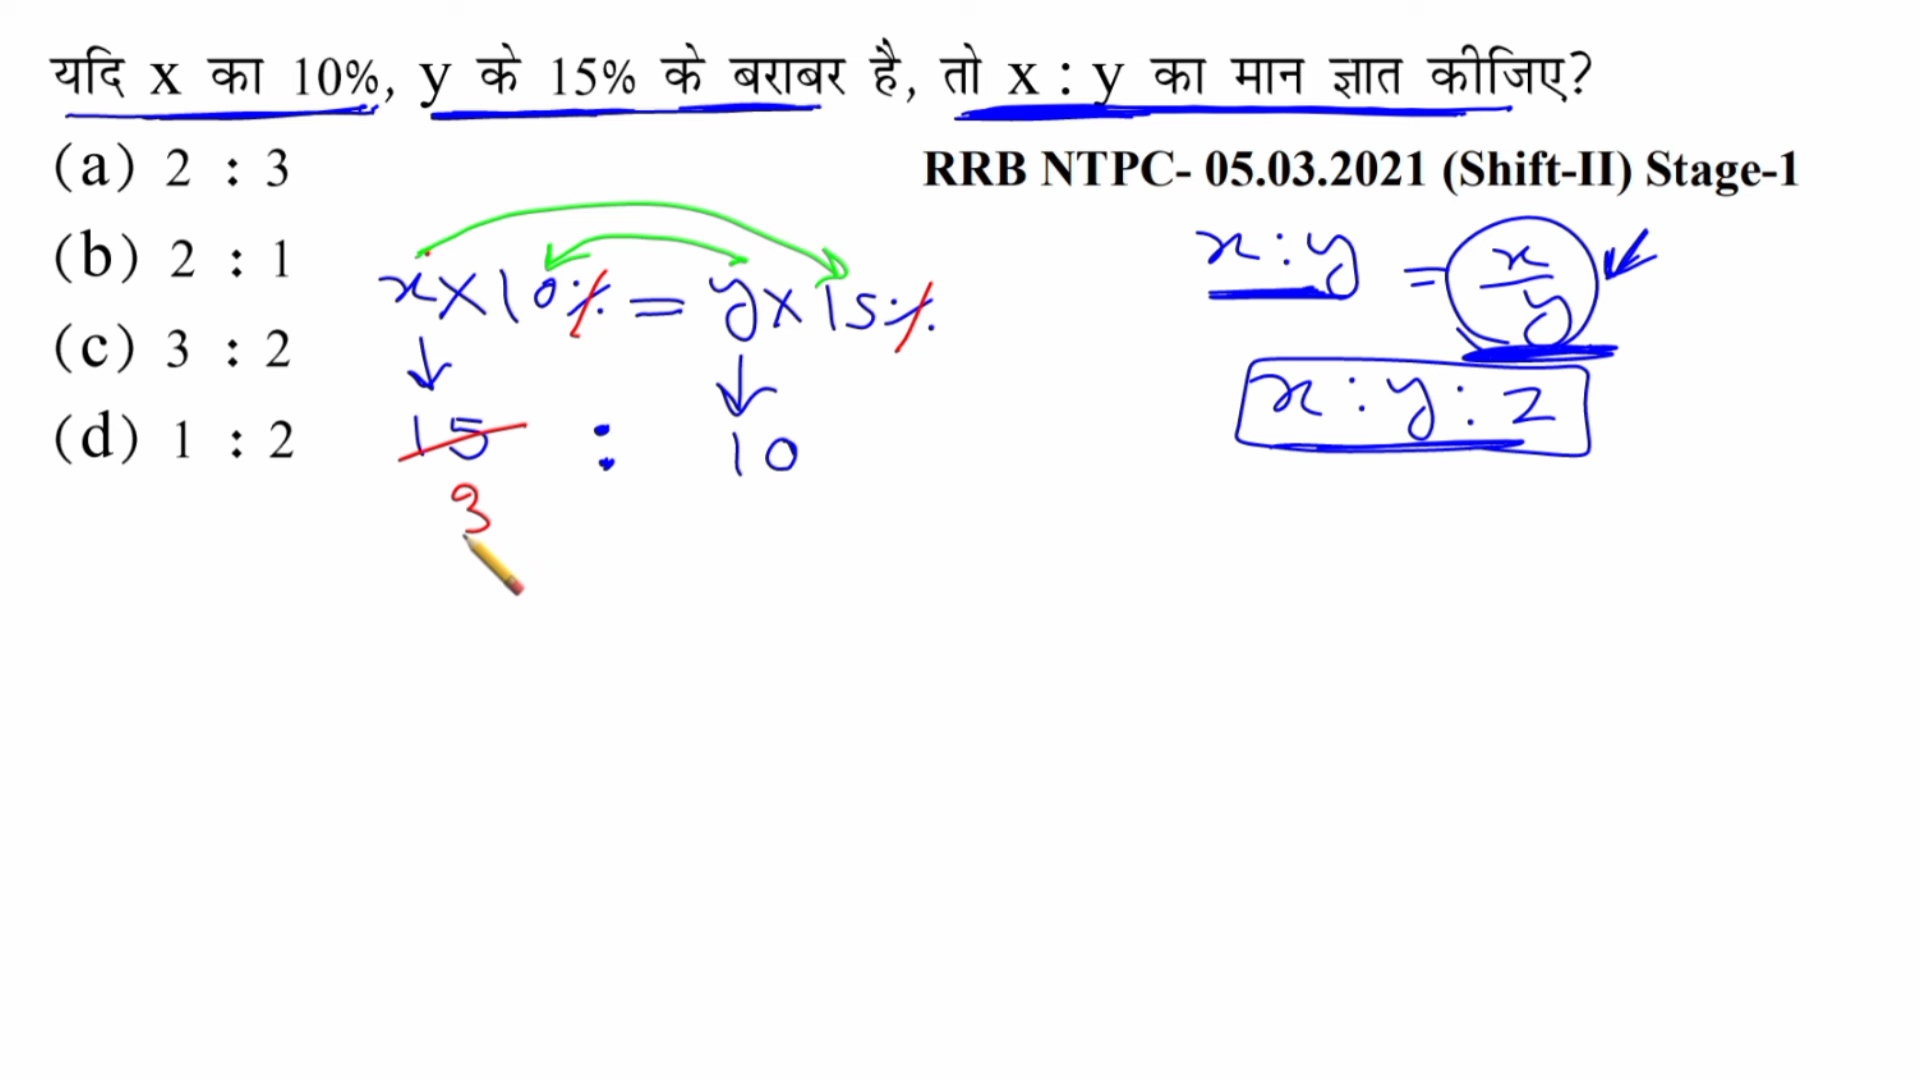 यदि x का 10%, y के 15% के बराबर है, तो x : y का मान ज्ञात कीजिए?
(a) 2 : 3
RRB NTPC- 05.03.2021 (Shift-II) Stage-1
(b) 2 : 1
x : y = x/y
x × 10% = y × 15%
(c) 3 : 2
x : y : z
(d) 1 : 2
15 : 10
3